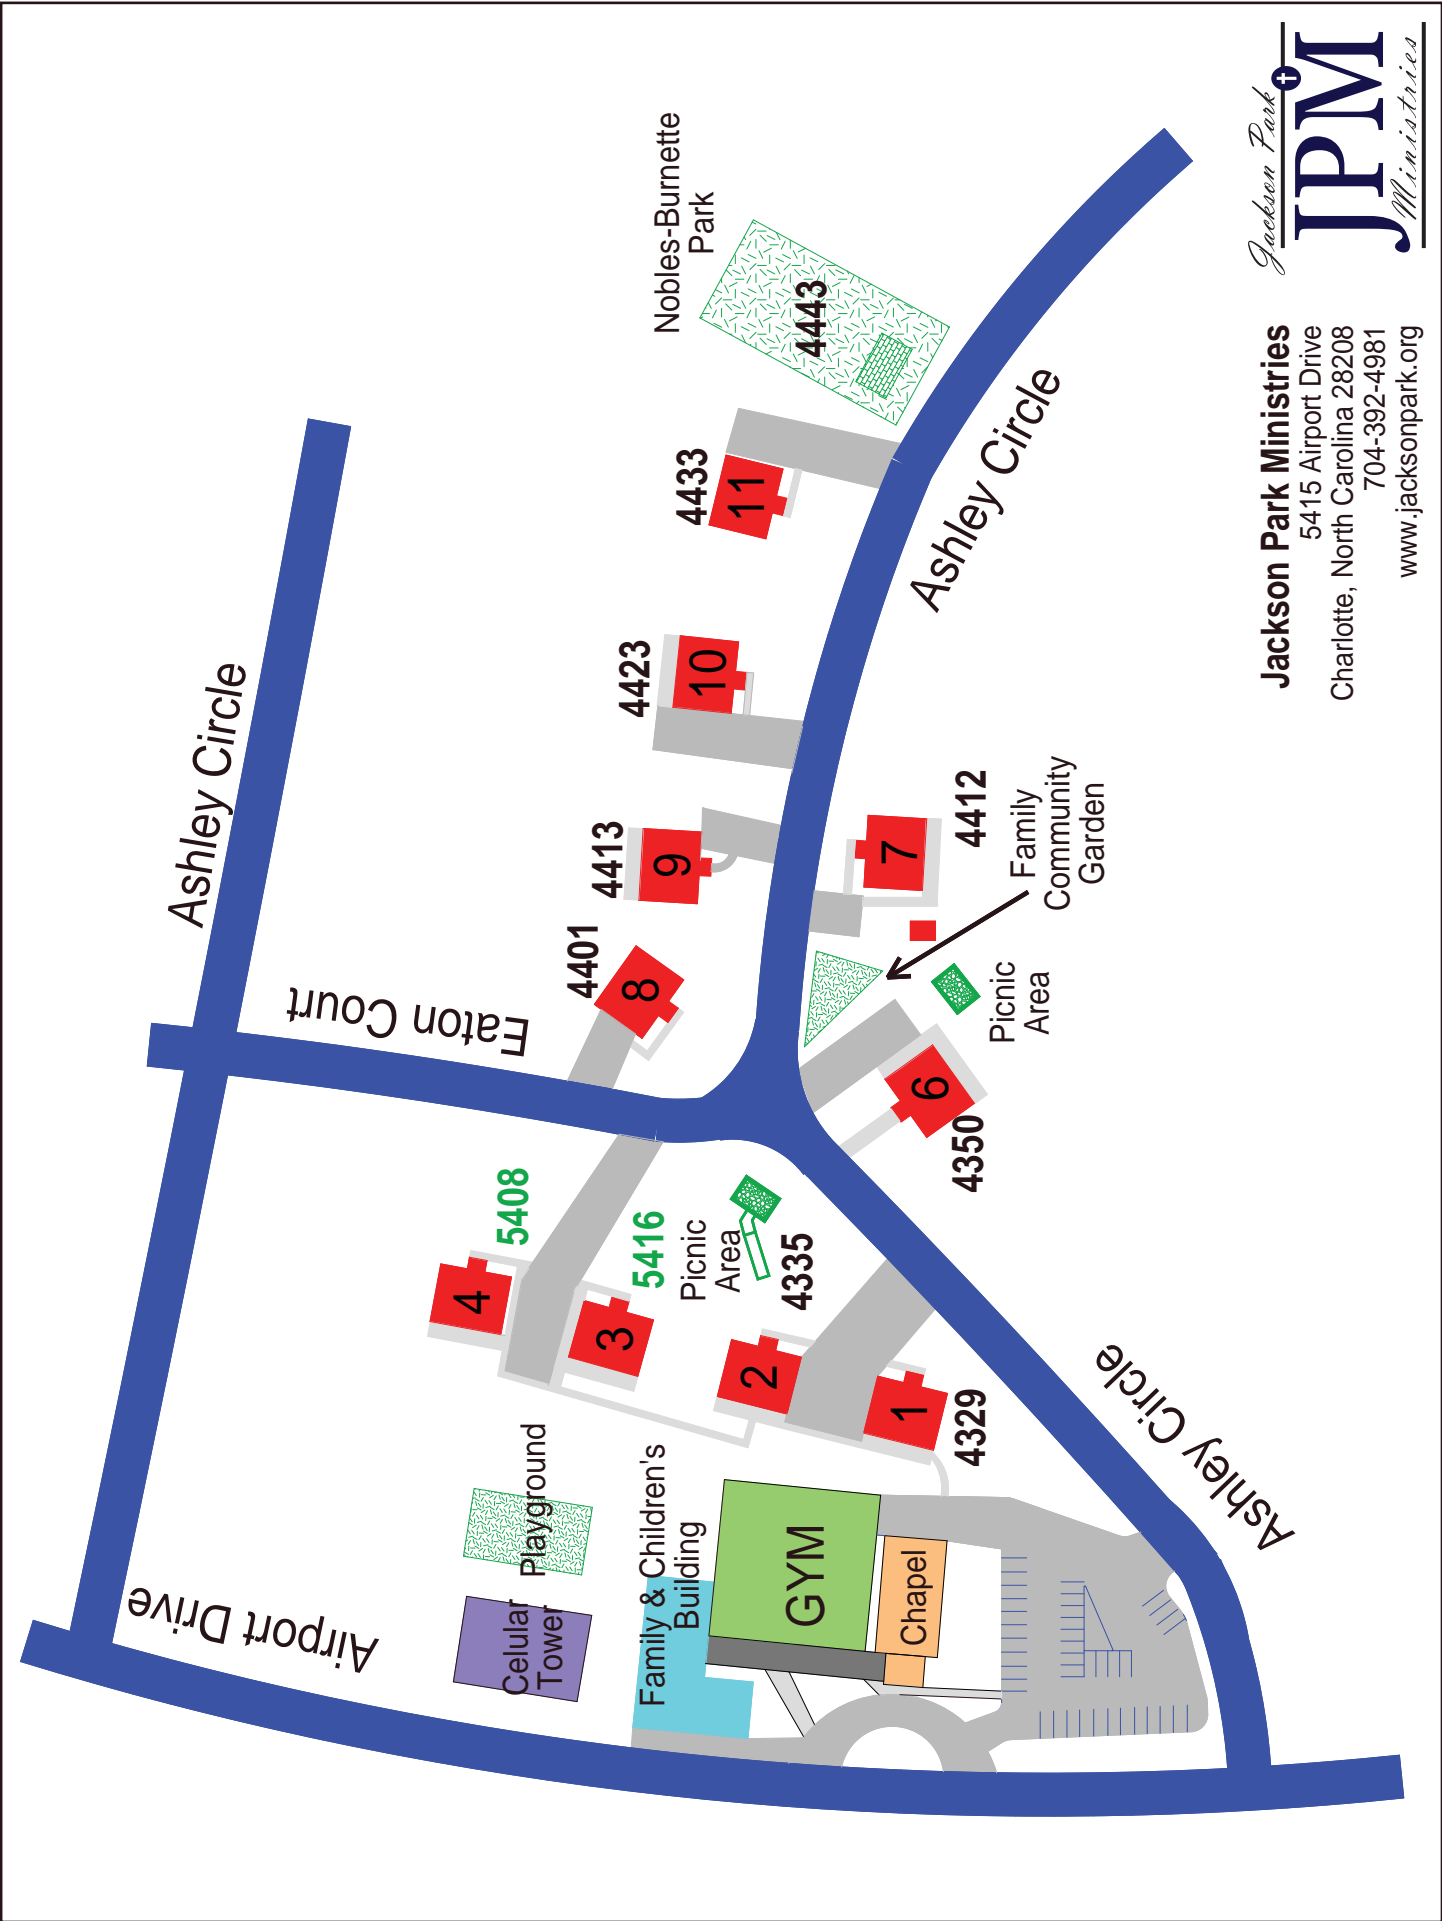 Ashley Circle
Eaton Court
Airport Drive
Nobles-Burnette
Park
4443
4433
11
4423
10
4413
9
4401
8
Ashley Circle
7
4412
Family
Community
Garden
Picnic
Area
6
4350
5408
4
5416
3
Picnic
Area
4335
2
1
4329
Playground
Celular
Tower
Family & Children's
Building
GYM
Chapel
Ashley Circle
Jackson Park
JPM
Ministries
Jackson Park Ministries
5415 Airport Drive
Charlotte, North Carolina 28208
704-392-4981
www.jacksonpark.org